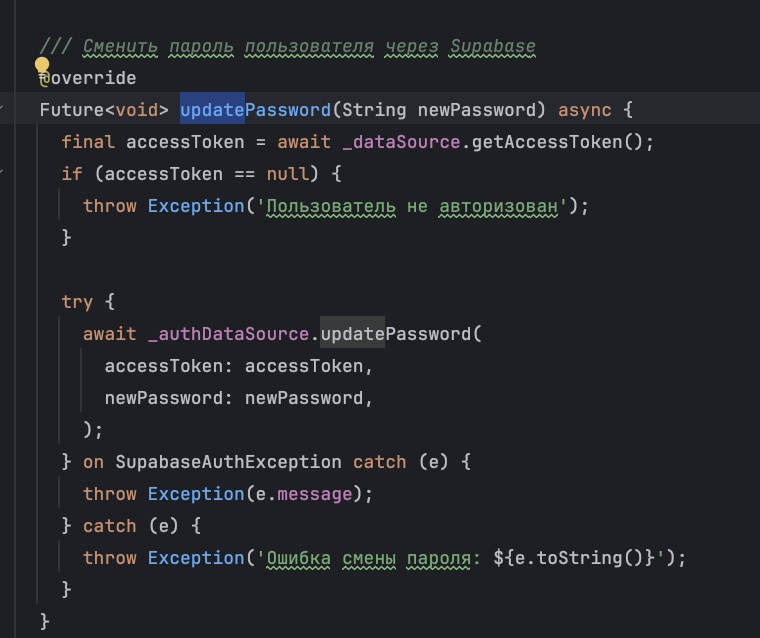 /// Сменить пароль пользователя через Supabase
@override
Future<void> updatePassword(String newPassword) async {
final accessToken = await _dataSource.getAccessToken();
if (accessToken == null) {
throw Exception('Пользователь не авторизован');
}
try {
await _authDataSource.updatePassword(
accessToken: accessToken,
newPassword: newPassword,
);
} on SupabaseAuthException catch (e) {
throw Exception(e.message);
} catch (e) {
throw Exception('Ошибка смены пароля: ${e.toString()}');
}
}